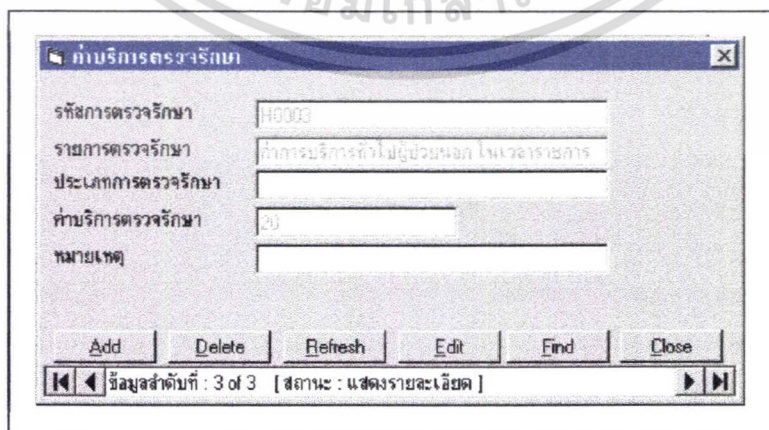 ค่าบริการตรวจรักษา
รหัสการตรวจรักษา H0003
รายการตรวจรักษา ค่าการบริการทั่วไปผู้ป่วยนอก ในเวลาราชการ
ประเภทการตรวจรักษา
ค่าบริการตรวจรักษา 20
หมายเหตุ
Add Delete Refresh Edit Find Close
ข้อมูลลำดับที่ : 3 of 3 [ สถานะ : แสดงรายละเอียด ]